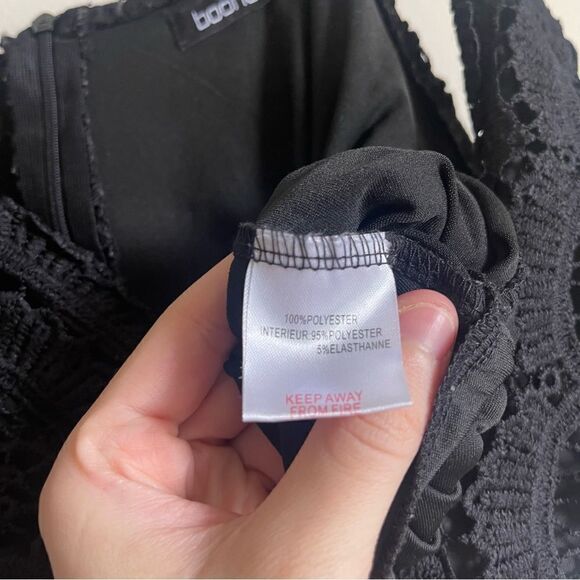 100%POLYESTER
INTERIEUR.95%POLYESTER
5%ELASTHANNE
KEEP AWAY
FROM FIRE